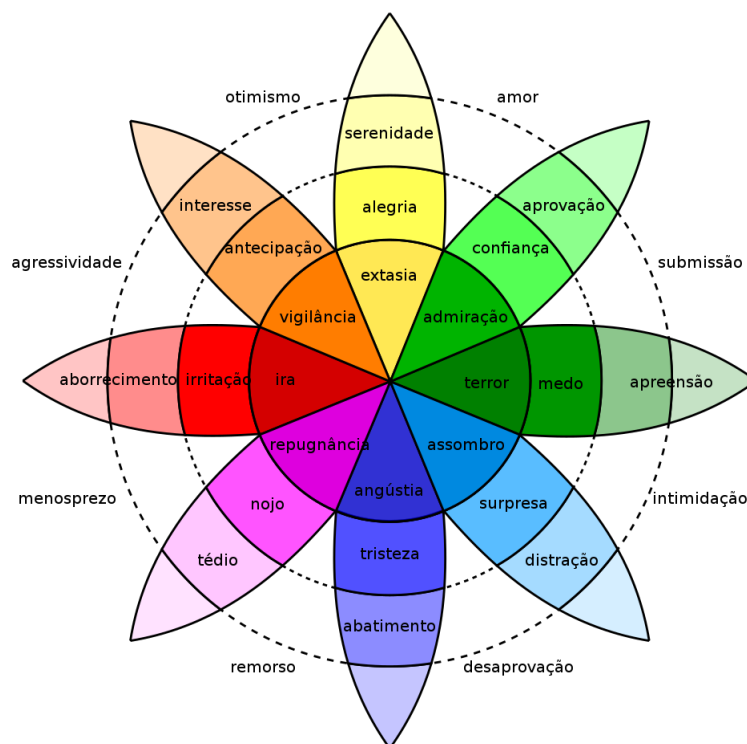 otimismo
amor
serenidade
interesse
aprovação
alegria
antecipação
confiança
agressividade
submissão
extasia
vigilância
admiração
aborrecimento
irritação
ira
terror
medo
apreensão
repugnância
assombro
angústia
menosprezo
nojo
surpresa
intimidação
tédio
tristeza
distração
abatimento
remorso
desaprovação